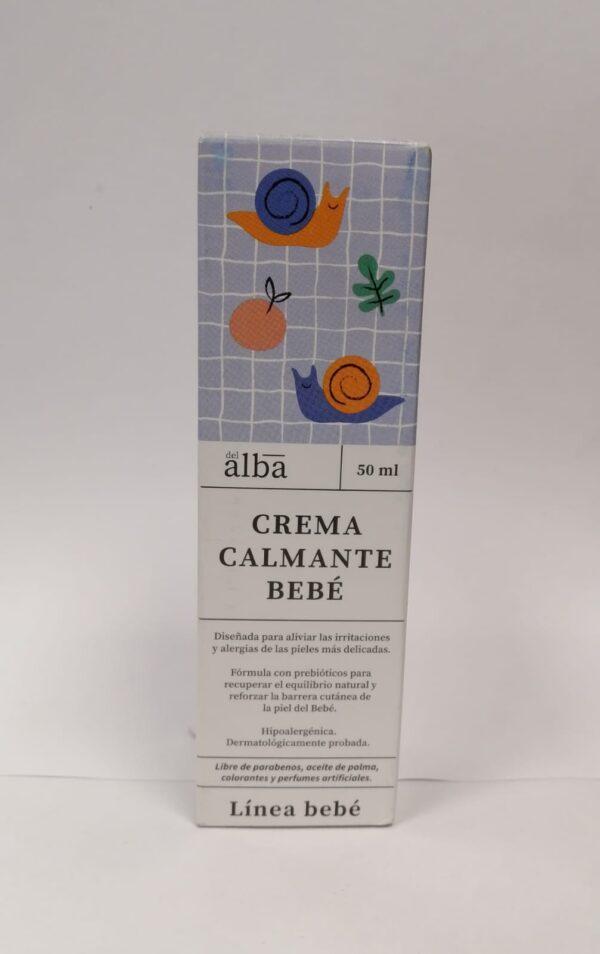 del
alba
50 ml
CREMA
CALMANTE
BEBÉ
Diseñada para aliviar las irritaciones
y alergias de las pieles más delicadas.
Fórmula con prebióticos para
recuperar el equilibrio natural y
reforzar la barrera cutánea de
la piel del Bebé.
Hipoalergénica.
Dermatológicamente probada.
Libre de parabenos, aceite de palma,
colorantes y perfumes artificiales.
Línea bebé